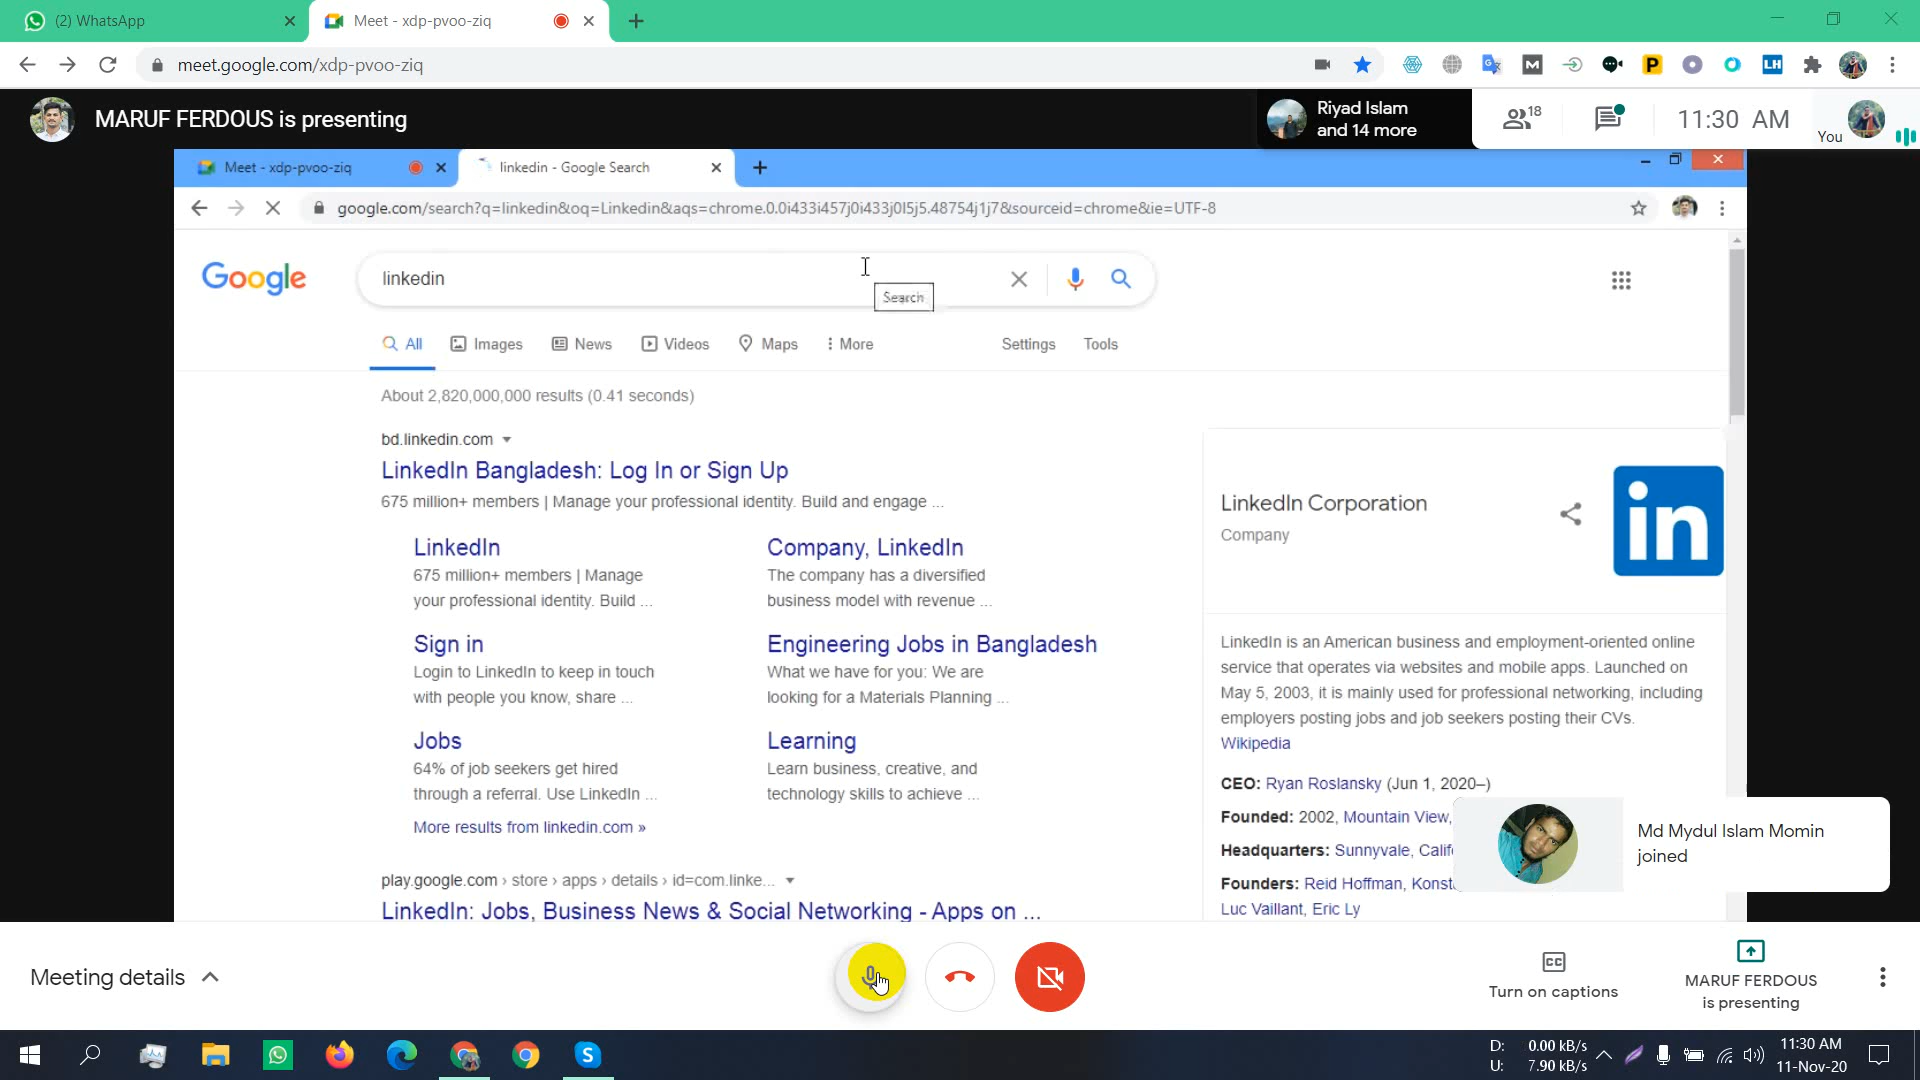 (2) WhatsApp
Meet - xdp-pvoo-ziq
meet.google.com/xdp-pvoo-ziq
MARUF FERDOUS is presenting
Riyad Islam
and 14 more
18
11:30 AM
You
Meet - xdp-pvoo-ziq
linkedin - Google Search
google.com/search?q=linkedin&oq=Linkedin&aqs=chrome.0.0i433i457j0i433j0l5j5.48754j1j7&sourceid=chrome&ie=UTF-8
Google
linkedin
Search
All
Images
News
Videos
Maps
More
Settings
Tools
About 2,820,000,000 results (0.41 seconds)
bd.linkedin.com
LinkedIn Bangladesh: Log In or Sign Up
675 million+ members | Manage your professional identity. Build and engage ...
LinkedIn
675 million+ members | Manage
your professional identity. Build ...
Company, LinkedIn
The company has a diversified
business model with revenue ...
Sign in
Login to LinkedIn to keep in touch
with people you know, share ...
Engineering Jobs in Bangladesh
What we have for you: We are
looking for a Materials Planning ...
Jobs
64% of job seekers get hired
through a referral. Use LinkedIn ...
Learning
Learn business, creative, and
technology skills to achieve ...
More results from linkedin.com »
play.google.com › store › apps › details › id=com.linke...
LinkedIn: Jobs, Business News & Social Networking - Apps on ...
LinkedIn Corporation
Company
in
LinkedIn is an American business and employment-oriented online
service that operates via websites and mobile apps. Launched on
May 5, 2003, it is mainly used for professional networking, including
employers posting jobs and job seekers posting their CVs.
Wikipedia
CEO: Ryan Roslansky (Jun 1, 2020–)
Founded: 2002, Mountain View,
Headquarters: Sunnyvale,
Founders: Reid Hoffman,
Luc Vaillant, Eric Ly
Md Mydul Islam Momin
joined
Meeting details
Turn on captions
MARUF FERDOUS
is presenting
D: 0.00 kB/s
U: 7.90 kB/s
11:30 AM
11-Nov-20